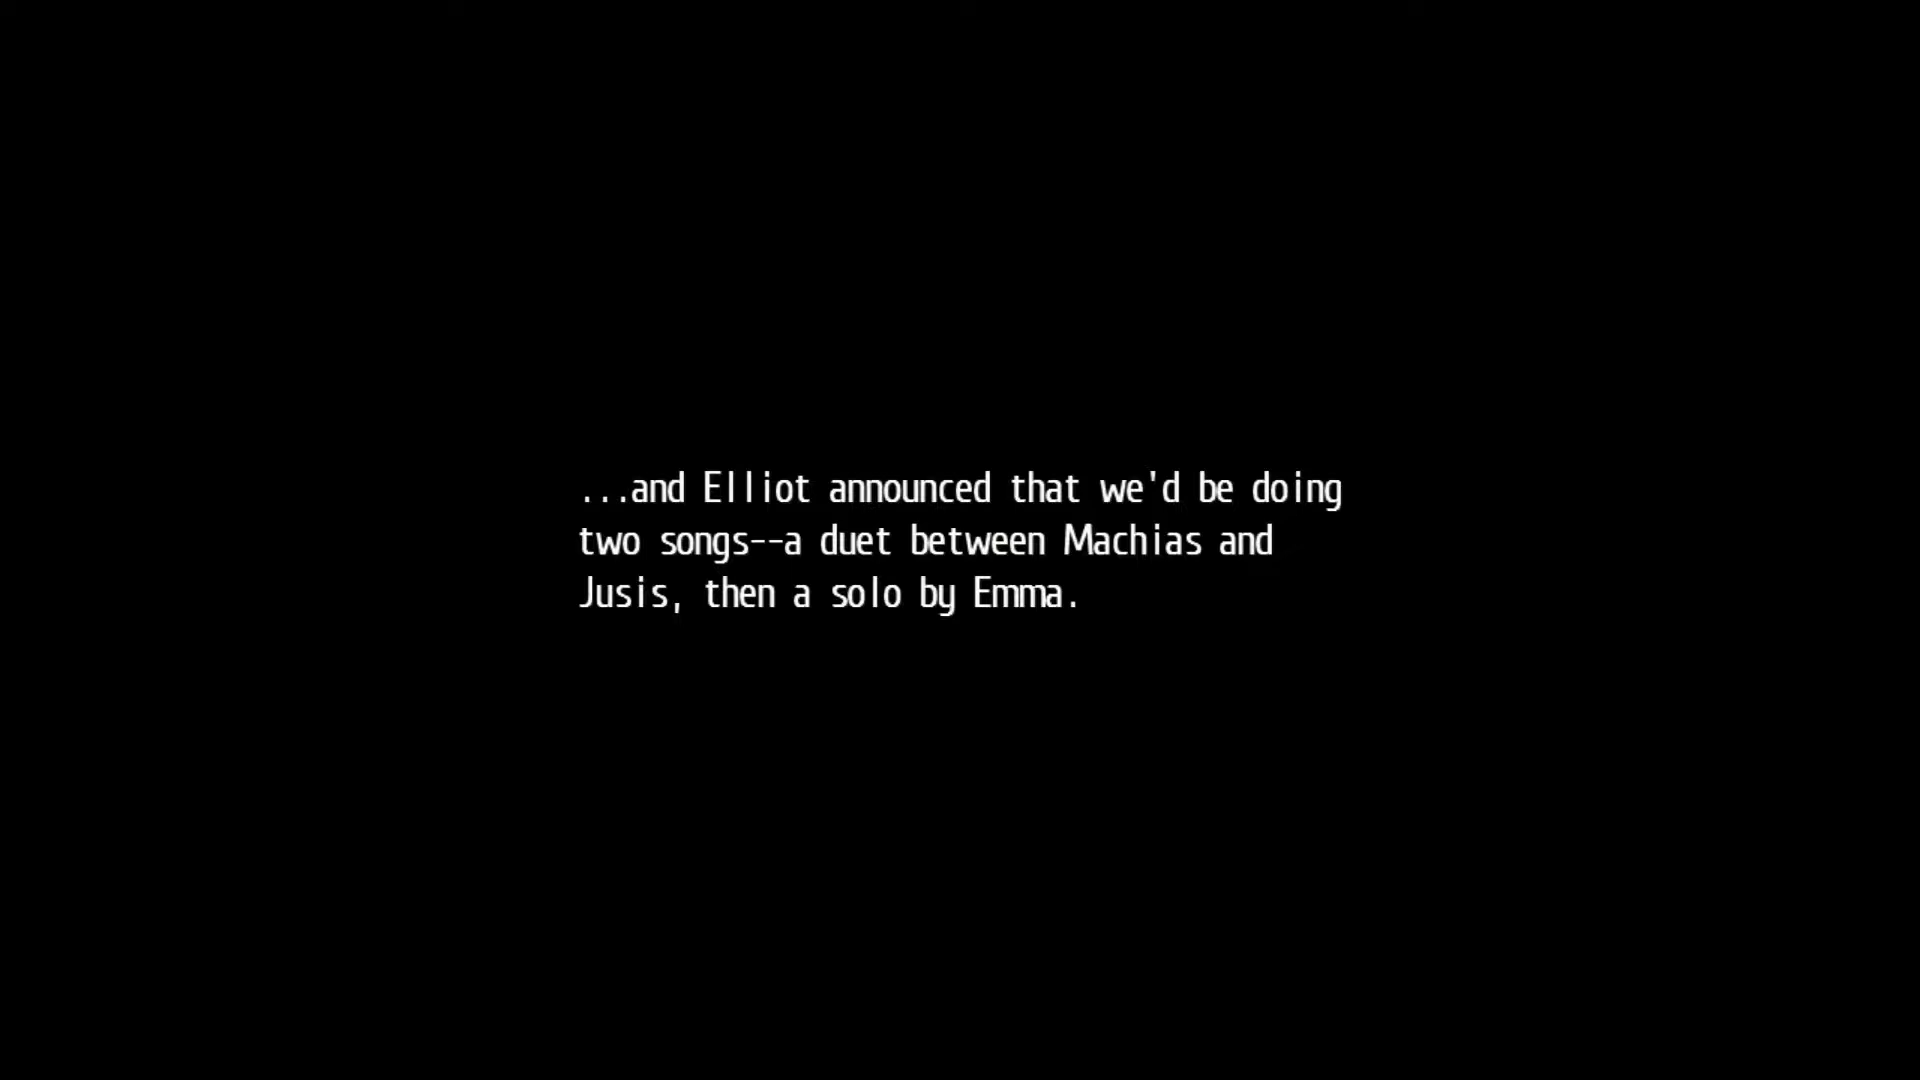 ...and Elliot announced that we'd be doing
two songs--a duet between Machias and
Jusis, then a solo by Emma.